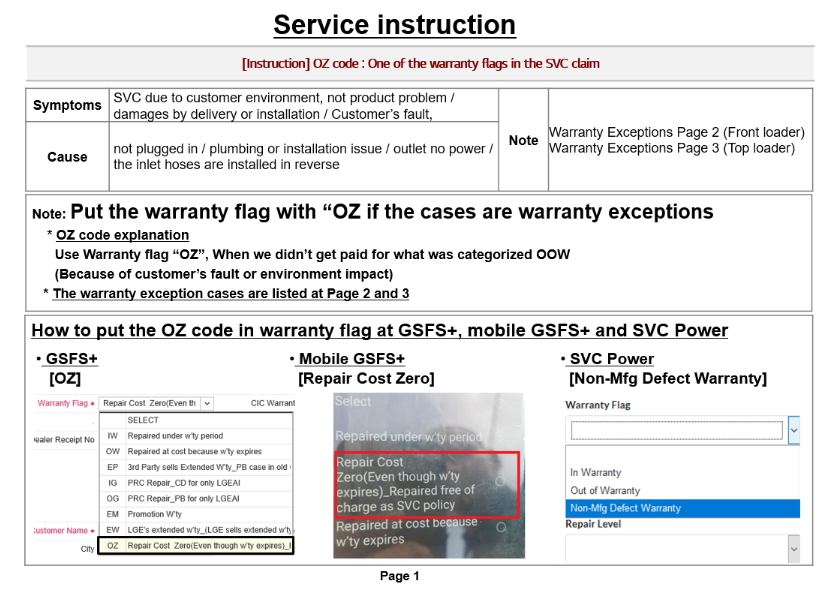 Service instruction
[Instruction] OZ code : One of the warranty flags in the SVC claim
Symptoms
SVC due to customer environment, not product problem /
damages by delivery or installation / Customer's fault,
Cause
not plugged in / plumbing or installation issue / outlet no power /
the inlet hoses are installed in reverse
Note
Warranty Exceptions Page 2 (Front loader)
Warranty Exceptions Page 3 (Top loader)
Note: Put the warranty flag with “OZ if the cases are warranty exceptions
* OZ code explanation
Use Warranty flag “OZ”, When we didn't get paid for what was categorized OOW
(Because of customer's fault or environment impact)
* The warranty exception cases are listed at Page 2 and 3
How to put the OZ code in warranty flag at GSFS+, mobile GSFS+ and SVC Power
• GSFS+
[OZ]
Warranty Flag * Repair Cost Zero(Even th CIC Warrant
SELECT
ealer Receipt No
IW Repaired under w'ty period
OW Repaired at cost because w'ty expires
EP 3rd Party sells Extended W'ty_PB case in old
IG PRC Repair_CD for only LGEAI
OG PRC Repair_PB for only LGEAI
EM Promotion W'ty
Customer Name * EW LGE's extended w'ty_(LGE sells extended w'ty
City OZ Repair Cost Zero(Even though w'ty expires)_
• Mobile GSFS+
[Repair Cost Zero]
Select
Repaired under w'ty period
Repair Cost
Zero(Even though w'ty
expires)_Repaired free of
charge as SVC policy
Repaired at cost because
w'ty expires
• SVC Power
[Non-Mfg Defect Warranty]
Warranty Flag
In Warranty
Out of Warranty
Non-Mfg Defect Warranty
Repair Level
Page 1